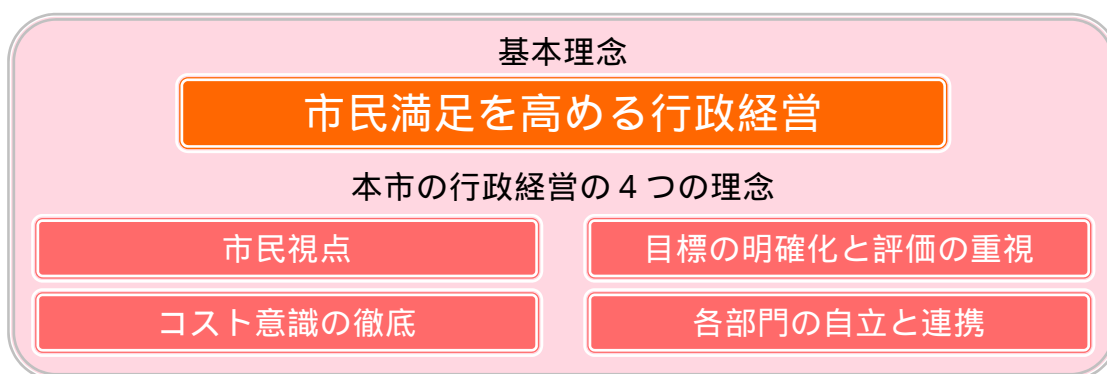 基本理念
市民満足を高める行政経営
本市の行政経営の４つの理念
市民視点
目標の明確化と評価の重視
コスト意識の徹底
各部門の自立と連携